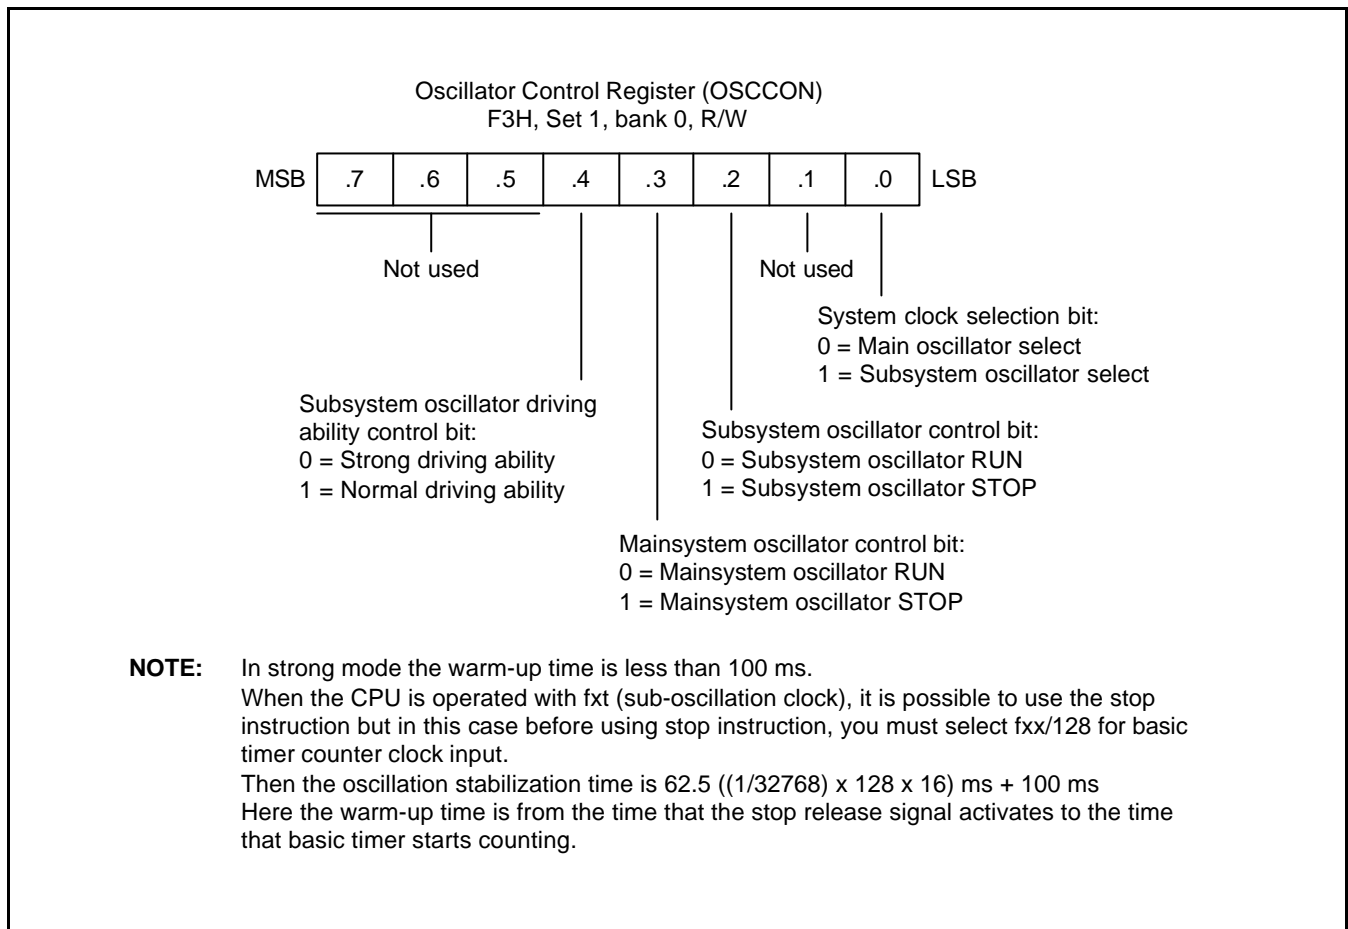 Oscillator Control Register (OSCCON)
F3H, Set 1, bank 0, R/W
MSB .7 .6 .5 .4 .3 .2 .1 .0 LSB
Not used
Not used
System clock selection bit:
0 = Main oscillator select
1 = Subsystem oscillator select
Subsystem oscillator driving
ability control bit:
0 = Strong driving ability
1 = Normal driving ability
Subsystem oscillator control bit:
0 = Subsystem oscillator RUN
1 = Subsystem oscillator STOP
Mainsystem oscillator control bit:
0 = Mainsystem oscillator RUN
1 = Mainsystem oscillator STOP
NOTE: In strong mode the warm-up time is less than 100 ms.
When the CPU is operated with fxt (sub-oscillation clock), it is possible to use the stop
instruction but in this case before using stop instruction, you must select fxx/128 for basic
timer counter clock input.
Then the oscillation stabilization time is 62.5 ((1/32768) x 128 x 16) ms + 100 ms
Here the warm-up time is from the time that the stop release signal activates to the time
that basic timer starts counting.